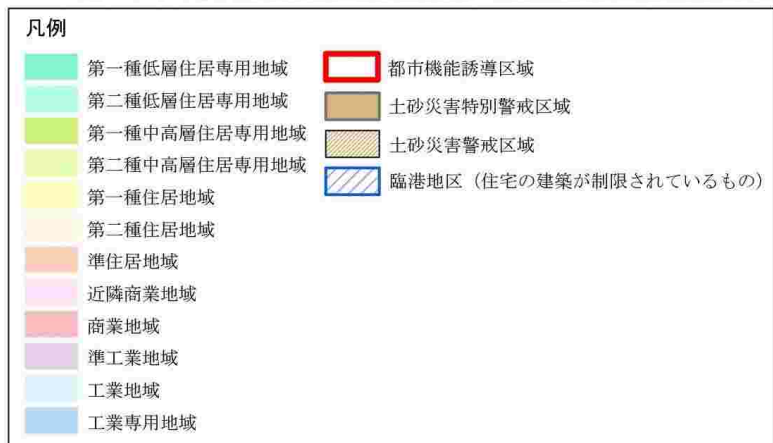 凡例
第一種低層住居専用地域
第二種低層住居専用地域
第一種中高層住居専用地域
第二種中高層住居専用地域
第一種住居地域
第二種住居地域
準住居地域
近隣商業地域
商業地域
準工業地域
工業地域
工業専用地域
都市機能誘導区域
土砂災害特別警戒区域
土砂災害警戒区域
臨港地区（住宅の建築が制限されているもの）